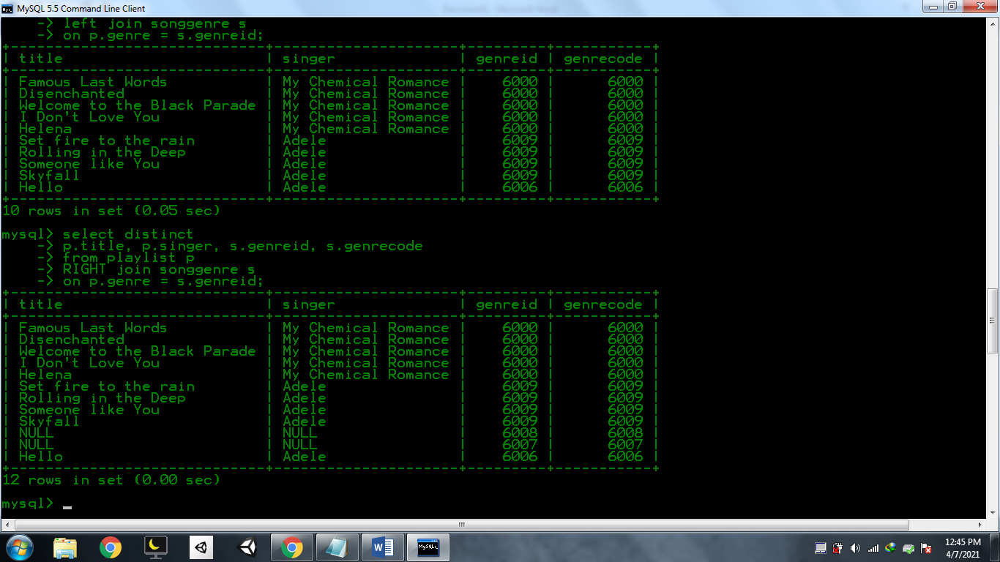 MySQL 5.5 Command Line Client
    -> left join songgenre s
    -> on p.genre = s.genreid;
+----------------------------+----------------------+---------+-----------+
| title                      | singer               | genreid | genrecode |
+----------------------------+----------------------+---------+-----------+
| Famous Last Words          | My Chemical Romance  |    6000 |      6000 |
| Disenchanted               | My Chemical Romance  |    6000 |      6000 |
| Welcome to the Black Parade | My Chemical Romance |    6000 |      6000 |
| I Don't Love You           | My Chemical Romance  |    6000 |      6000 |
| Helena                     | My Chemical Romance  |    6000 |      6000 |
| Set fire to the rain       | Adele                |    6009 |      6009 |
| Rolling in the Deep        | Adele                |    6009 |      6009 |
| Someone like You           | Adele                |    6009 |      6009 |
| Skyfall                    | Adele                |    6009 |      6009 |
| Hello                      | Adele                |    6006 |      6006 |
+----------------------------+----------------------+---------+-----------+
10 rows in set (0.05 sec)
mysql> select distinct
    -> p.title, p.singer, s.genreid, s.genrecode
    -> from playlist p
    -> RIGHT join songgenre s
    -> on p.genre = s.genreid;
+----------------------------+----------------------+---------+-----------+
| title                      | singer               | genreid | genrecode |
+----------------------------+----------------------+---------+-----------+
| Famous Last Words          | My Chemical Romance  |    6000 |      6000 |
| Disenchanted               | My Chemical Romance  |    6000 |      6000 |
| Welcome to the Black Parade | My Chemical Romance |    6000 |      6000 |
| I Don't Love You           | My Chemical Romance  |    6000 |      6000 |
| Helena                     | My Chemical Romance  |    6000 |      6000 |
| Set fire to the rain       | Adele                |    6009 |      6009 |
| Rolling in the Deep        | Adele                |    6009 |      6009 |
| Someone like You           | Adele                |    6009 |      6009 |
| Skyfall                    | Adele                |    6009 |      6009 |
| NULL                       | NULL                 |    6008 |      6008 |
| NULL                       | NULL                 |    6007 |      6007 |
| Hello                      | Adele                |    6006 |      6006 |
+----------------------------+----------------------+---------+-----------+
12 rows in set (0.00 sec)
mysql> _
12:45 PM
4/7/2021